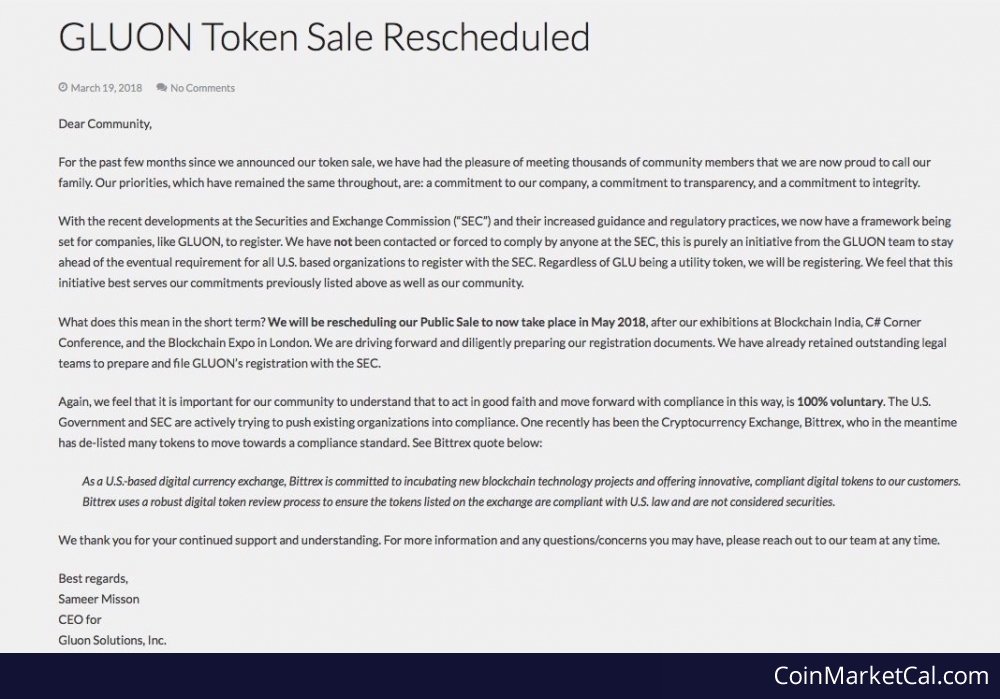 GLUON Token Sale Rescheduled
March 19, 2018 No Comments
Dear Community,
For the past few months since we announced our token sale, we have had the pleasure of meeting thousands of community members that we are now proud to call our
family. Our priorities, which have remained the same throughout, are: a commitment to our company, a commitment to transparency, and a commitment to integrity.
With the recent developments at the Securities and Exchange Commission (“SEC”) and their increased guidance and regulatory practices, we now have a framework being
set for companies, like GLUON, to register. We have not been contacted or forced to comply by anyone at the SEC, this is purely an initiative from the GLUON team to stay
ahead of the eventual requirement for all U.S. based organizations to register with the SEC. Regardless of GLU being a utility token, we will be registering. We feel that this
initiative best serves our commitments previously listed above as well as our community.
What does this mean in the short term? We will be rescheduling our Public Sale to now take place in May 2018, after our exhibitions at Blockchain India, C# Corner
Conference, and the Blockchain Expo in London. We are driving forward and diligently preparing our registration documents. We have already retained outstanding legal
teams to prepare and file GLUON’s registration with the SEC.
Again, we feel that it is important for our community to understand that to act in good faith and move forward with compliance in this way, is 100% voluntary. The U.S.
Government and SEC are actively trying to push existing organizations into compliance. One recently has been the Cryptocurrency Exchange, Bittrex, who in the meantime
has de-listed many tokens to move towards a compliance standard. See Bittrex quote below:
As a U.S.-based digital currency exchange, Bittrex is committed to incubating new blockchain technology projects and offering innovative, compliant digital tokens to our customers.
Bittrex uses a robust digital token review process to ensure the tokens listed on the exchange are compliant with U.S. law and are not considered securities.
We thank you for your continued support and understanding. For more information and any questions/concerns you may have, please reach out to our team at any time.
Best regards,
Sameer Misson
CEO for
Gluon Solutions, Inc.
CoinMarketCal.com